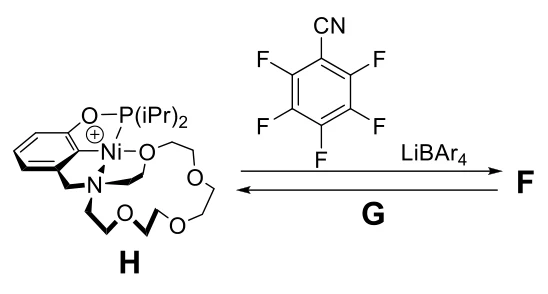 CN
F F
F F
F
LiBAr4
F
G
O P(iPr)2
+
Ni O
N O
O O
H